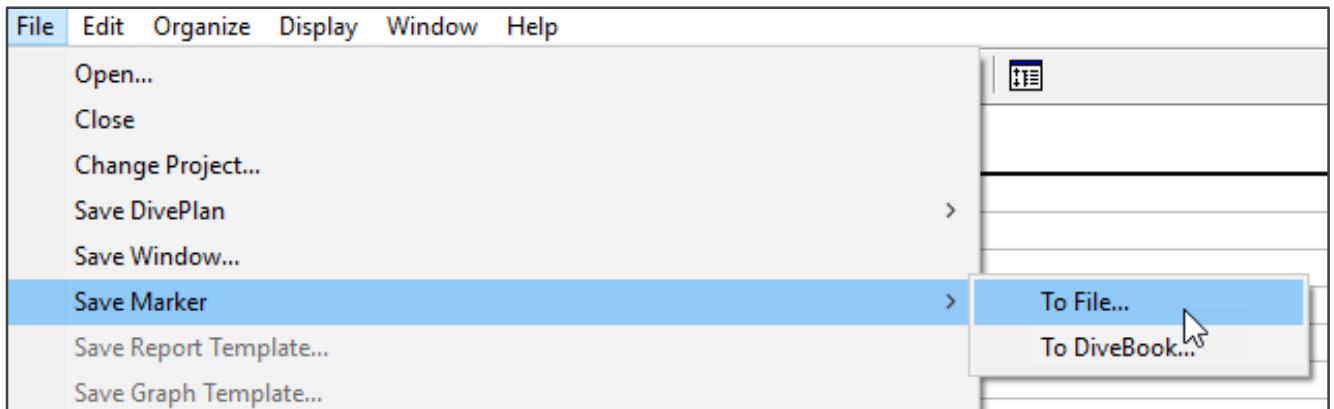 File Edit Organize Display Window Help
Open...
Close
Change Project...
Save DivePlan
Save Window...
Save Marker
To File...
Save Report Template...
To DiveBook...
Save Graph Template...